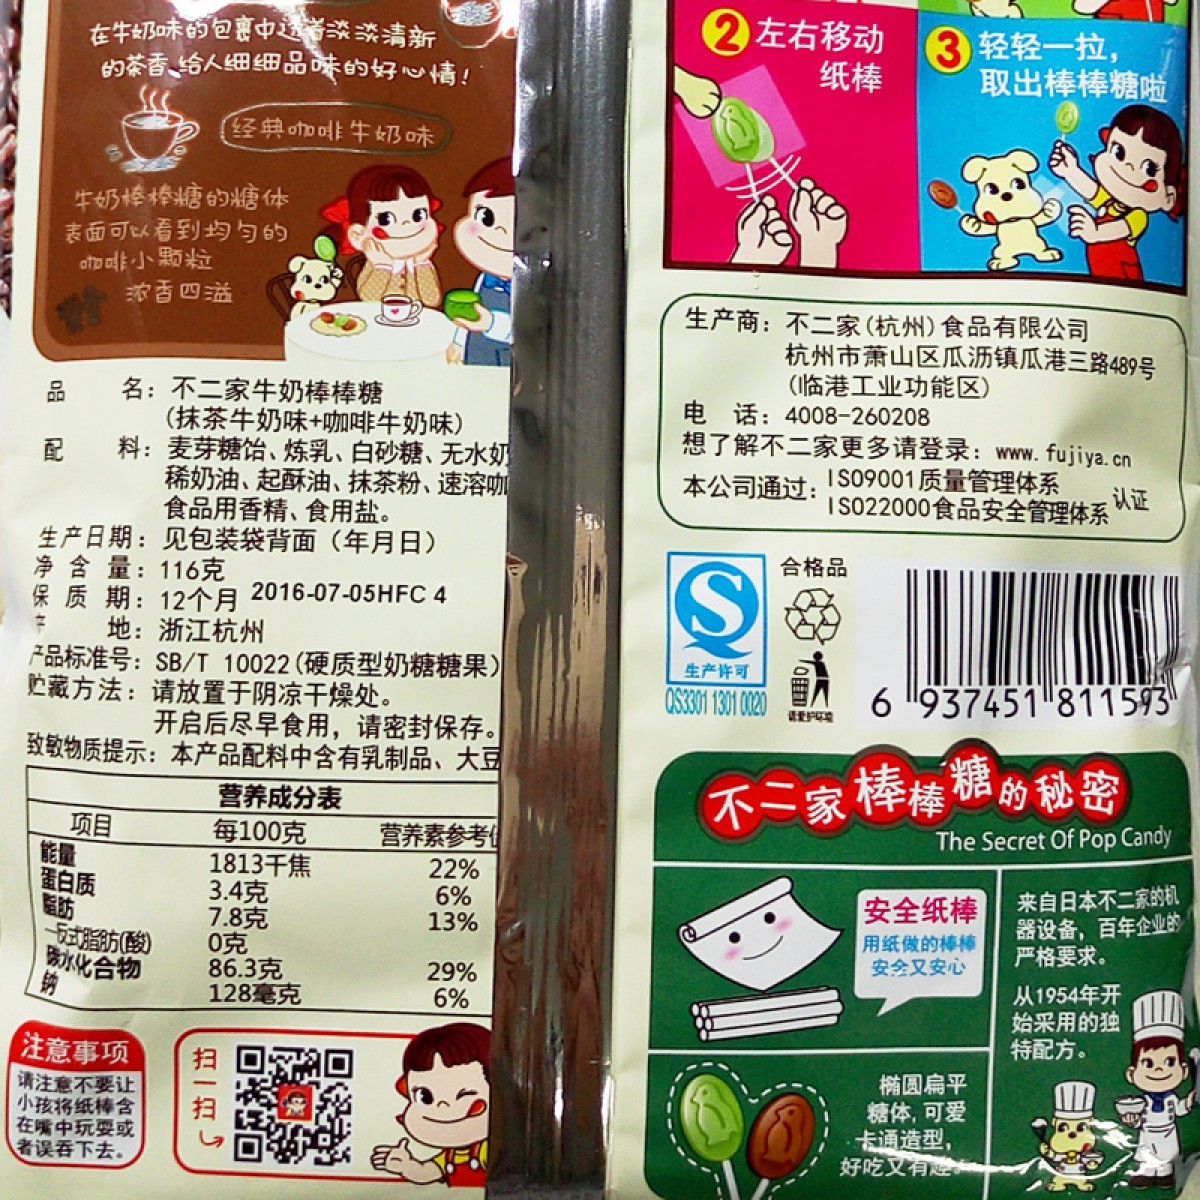 在牛奶味的包裹中透着淡淡清新
的茶香,给人细细品味的好心情!
经典咖啡牛奶味
牛奶棒棒糖的糖体
表面可以看到均匀的
咖啡小颗粒
浓香四溢
品 名: 不二家牛奶棒棒糖
(抹茶牛奶味+咖啡牛奶味)
配 料: 麦芽糖饴、炼乳、白砂糖、无水奶
稀奶油、起酥油、抹茶粉、速溶咖
食品用香精、食用盐。
生产日期: 见包装袋背面 (年月日)
净含量: 116克
保质期: 12个月 2016-07-05HFC 4
产 地: 浙江杭州
产品标准号: SB/T 10022(硬质型奶糖糖果)
贮藏方法: 请放置于阴凉干燥处。
开启后尽早食用, 请密封保存。
致敏物质提示: 本产品配料中含有乳制品、大豆
营养成分表
项目 每100克 营养素参考值
能量 1813千焦 22%
蛋白质 3.4克 6%
脂肪 7.8克 13%
一反式脂肪(酸) 0克
碳水化合物 86.3克 29%
钠 128毫克 6%
注意事项
请注意不要让
小孩将纸棒含
在嘴中玩耍或
者误吞下去。
扫一扫
2 左右移动
纸棒
3 轻轻一拉,
取出棒棒糖啦
生产商: 不二家(杭州)食品有限公司
杭州市萧山区瓜沥镇瓜港三路489号
(临港工业功能区)
电 话: 4008-260208
想了解不二家更多请登录: www.fujiya.cn
本公司通过: ISO9001质量管理体系
ISO22000食品安全管理体系 认证
合格品
生产许可
QS3301 1301 0020
请爱护环境
6 937451 811593
不二家棒棒糖的秘密
The Secret Of Pop Candy
安全纸棒
用纸做的棒棒
安全又安心
来自日本不二家的机
器设备, 百年企业的
严格要求。
从1954年开
始采用的独
特配方。
椭圆扁平
糖体, 可爱
卡通造型,
好吃又有趣。